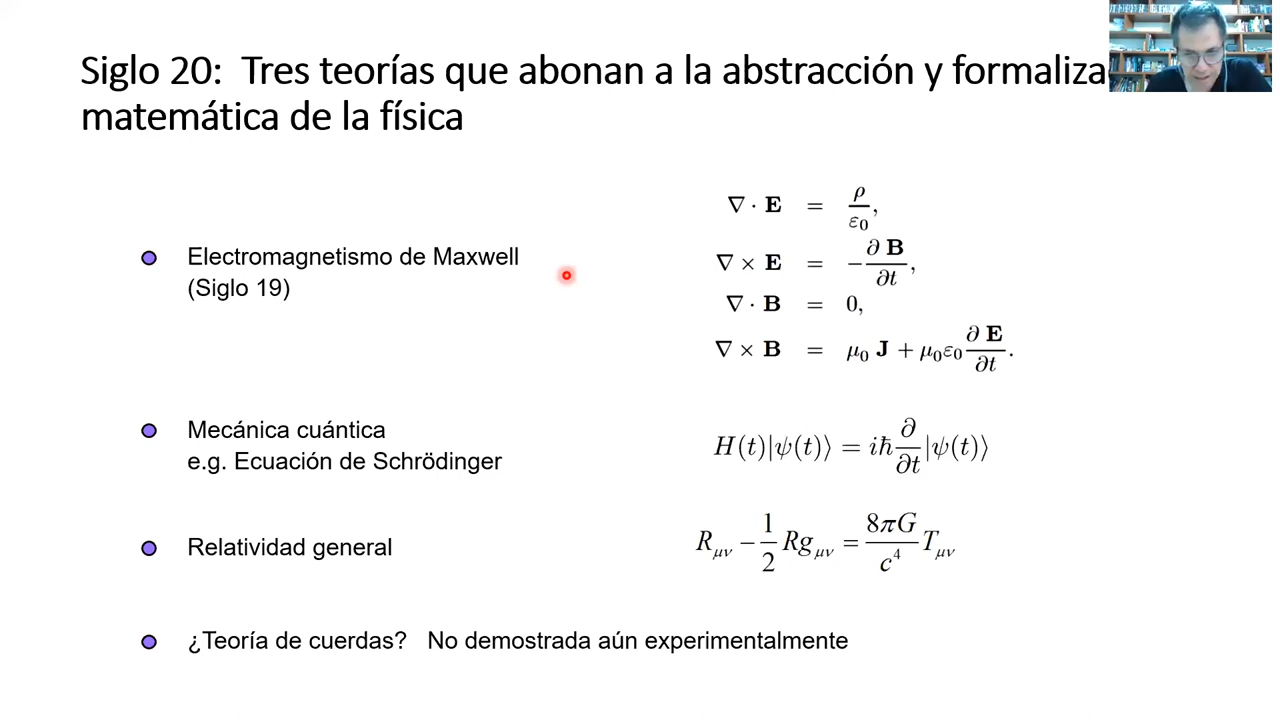 Siglo 20: Tres teorías que abonan a la abstracción y formaliza
matemática de la física
Electromagnetismo de Maxwell
(Siglo 19)
∇ · E = ρ/ε₀,
∇ × E = −∂B/∂t,
∇ · B = 0,
∇ × B = μ₀ J + μ₀ε₀ ∂E/∂t.
Mecánica cuántica
e.g. Ecuación de Schrödinger
H(t)|ψ(t)⟩ = iℏ ∂/∂t |ψ(t)⟩
Relatividad general
R_μν − 1/2 Rg_μν = 8πG/c⁴ T_μν
¿Teoría de cuerdas? No demostrada aún experimentalmente